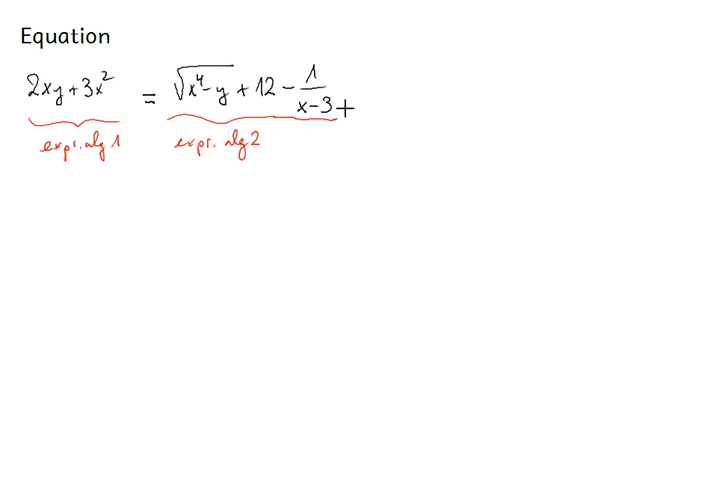 Equation
2xy+3x² = √(x⁴-y) + 12 - 1/(x-3) +
expr. alg 1 expr. alg 2